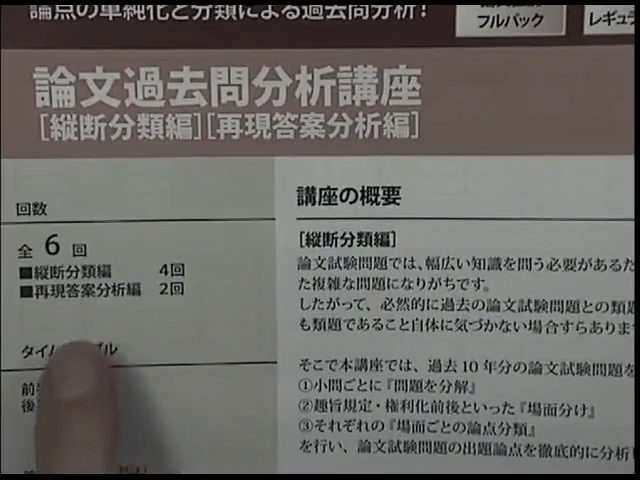 論点の単純化と分類による過去問分析!
フルパック
レギュラ
論文過去問分析講座
[縦断分類編][再現答案分析編]
回数
全 6 回
■縦断分類編 4回
■再現答案分析編 2回
タイム ブル
前
後
講座の概要
[縦断分類編]
論文試験問題では、幅広い知識を問う必要があるた
た複雑な問題になりがちです。
したがって、必然的に過去の論文試験問題との類題
も類題であること自体に気づかない場合すらありま
そこで本講座では、過去10年分の論文試験問題を
①小問ごとに『問題を分解』
②趣旨規定・権利化前後といった『場面分け』
③それぞれの『場面ごとの論点分類』
を行い、論文試験問題の出題論点を徹底的に分析し